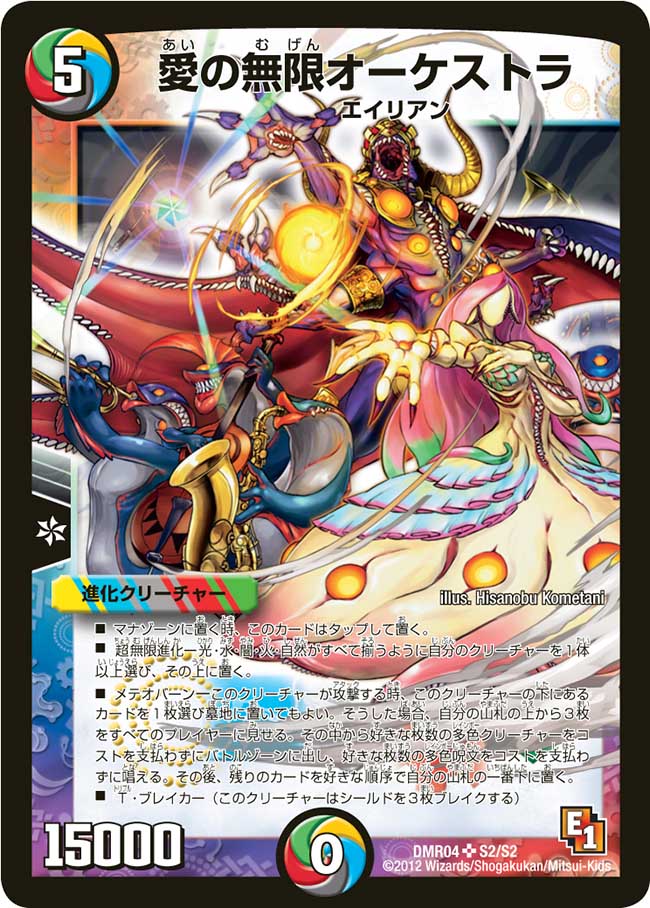 5
愛の無限オーケストラ
エイリアン
進化クリーチャー
illus. Hisanobu Kometani
■ マナゾーンに置く時、このカードはタップして置く。
■ 超無限進化―光・水・闇・火・自然がすべて揃うように自分のクリーチャーを1体
以上選び、その上に置く。
■ メテオバーン―このクリーチャーが攻撃する時、このクリーチャーの下にある
カードを1枚選び墓地に置いてもよい。そうした場合、自分の山札の上から3枚
をすべてのプレイヤーに見せる。その中から好きな枚数の多色クリーチャーをコ
ストを支払わずにバトルゾーンに出し、好きな枚数の多色呪文をコストを支払わ
ずに唱える。その後、残りのカードを好きな順序で自分の山札の一番下に置く。
■ T・ブレイカー（このクリーチャーはシールドを3枚ブレイクする）
15000
0
E1
DMR04 S2/S2
©2012 Wizards/Shogakukan/Mitsui-Kids